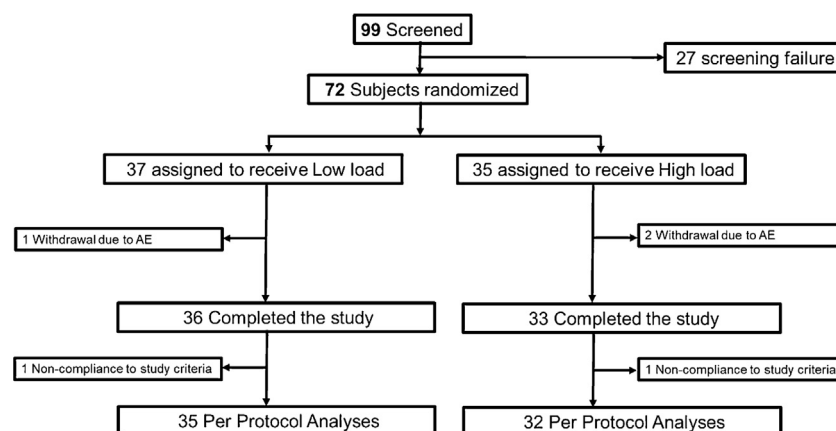 99 Screened
27 screening failure
72 Subjects randomized
37 assigned to receive Low load
35 assigned to receive High load
1 Withdrawal due to AE
2 Withdrawal due to AE
36 Completed the study
33 Completed the study
1 Non-compliance to study criteria
1 Non-compliance to study criteria
35 Per Protocol Analyses
32 Per Protocol Analyses